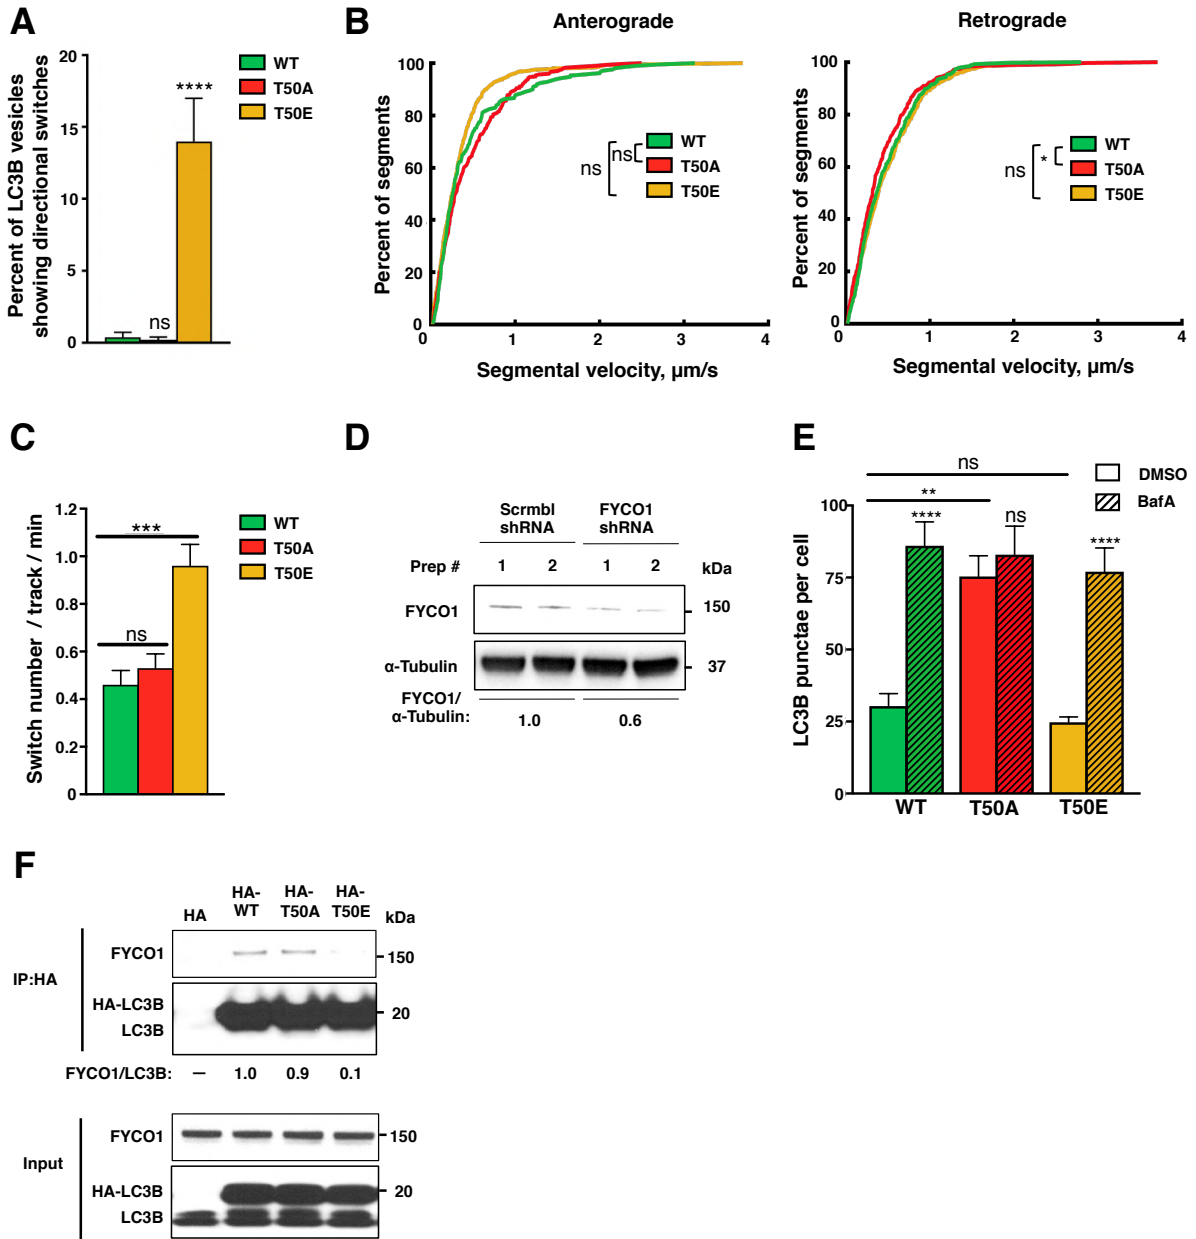 A
Percent of LC3B vesicles
showing directional switches
20
15
10
5
0
ns
****
WT
T50A
T50E
B
Anterograde
Percent of segments
100
80
60
40
20
0
0
1
2
3
4
Segmental velocity, µm/s
ns
ns
WT
T50A
T50E
Retrograde
Percent of segments
100
80
60
40
20
0
0
1
2
3
4
Segmental velocity, µm/s
ns
*
WT
T50A
T50E
C
Switch number / track / min
1.2
1.0
0.8
0.6
0.4
0.2
0
***
ns
WT
T50A
T50E
D
Scrmbl
shRNA
FYCO1
shRNA
Prep #
1
2
1
2
kDa
FYCO1
150
α-Tubulin
37
FYCO1/
α-Tubulin:
1.0
0.6
E
LC3B punctae per cell
100
75
50
25
0
ns
**
****
ns
****
DMSO
BafA
WT
T50A
T50E
F
HA
HA-
WT
HA-
T50A
HA-
T50E
kDa
IP:HA
FYCO1
150
HA-LC3B
LC3B
20
FYCO1/LC3B:
–
1.0
0.9
0.1
Input
FYCO1
150
HA-LC3B
20
LC3B